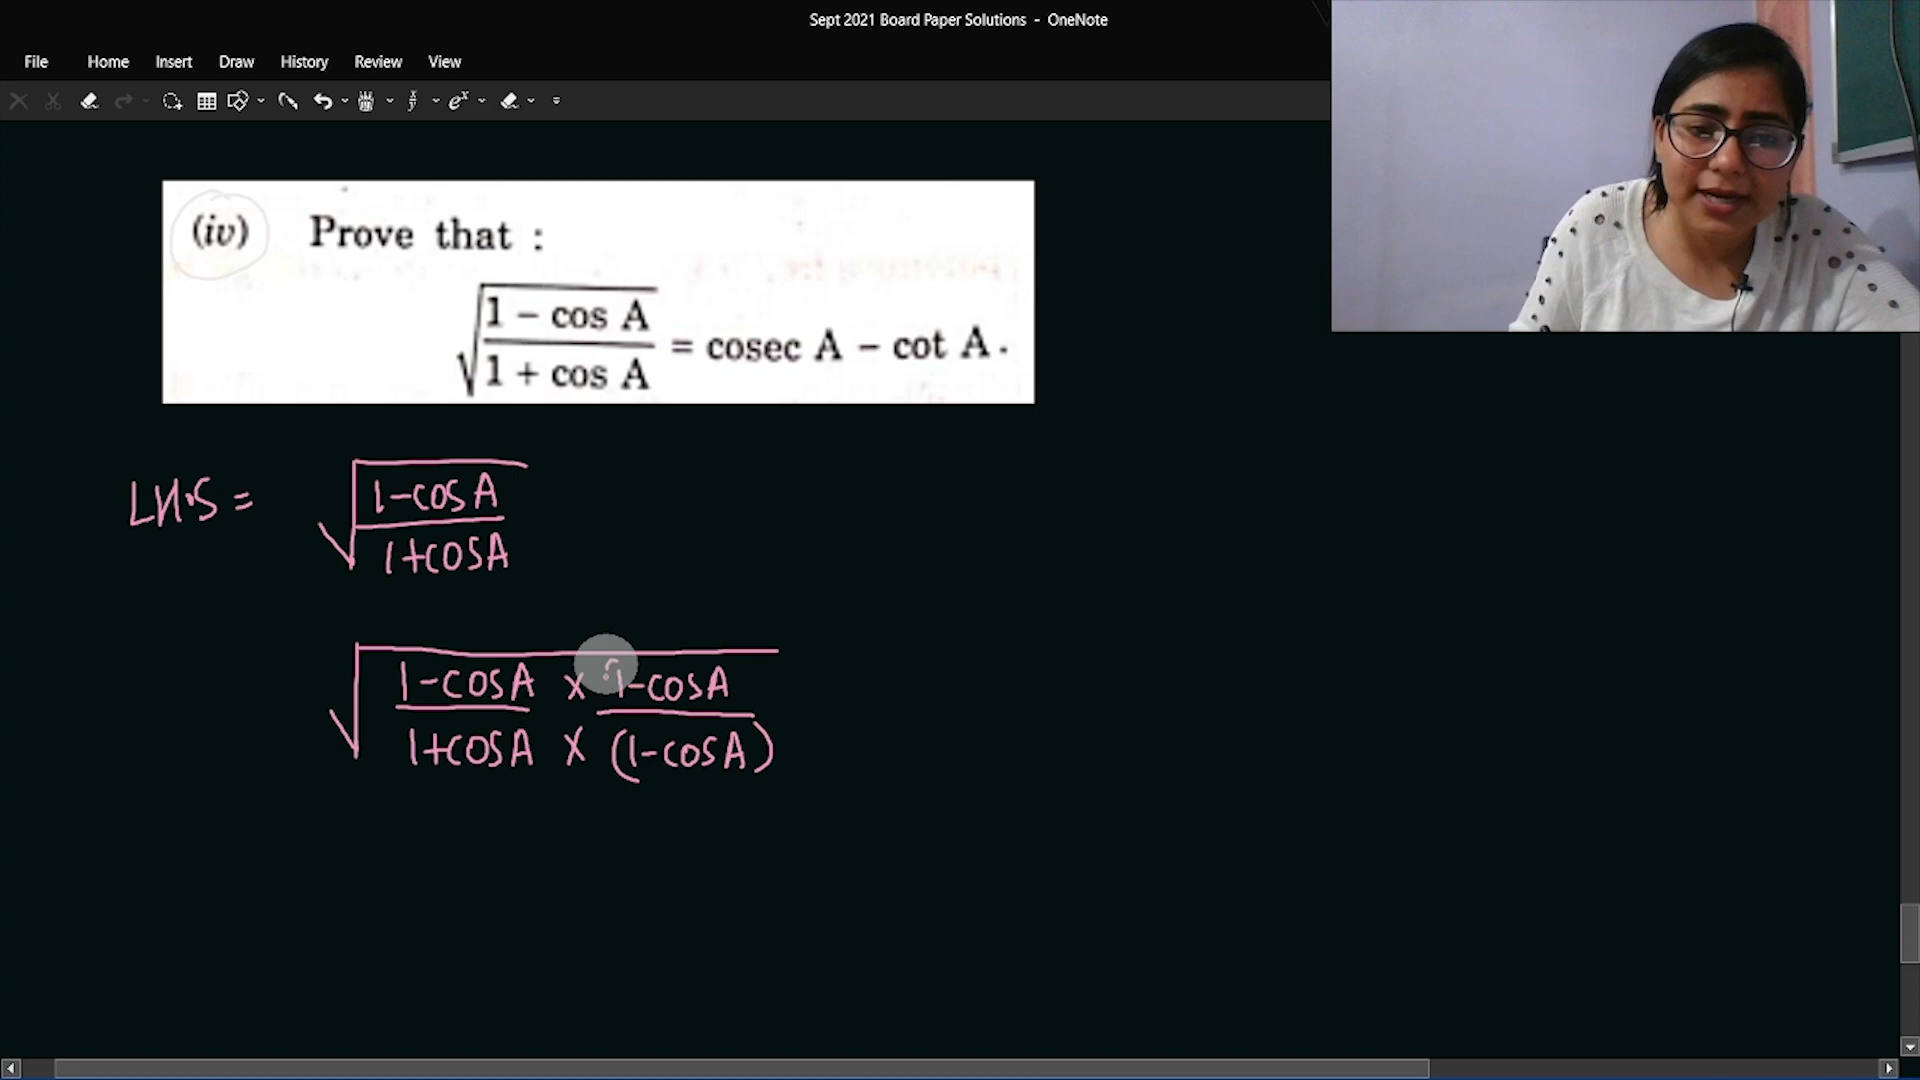 Sept 2021 Board Paper Solutions - OneNote
File Home Insert Draw History Review View
(iv) Prove that :
√((1 − cos A)/(1 + cos A)) = cosec A − cot A .
LH.S = √((1-cosA)/(1+cosA))
√((1-cosA × 1-cosA)/(1+cosA × (1-cosA)))